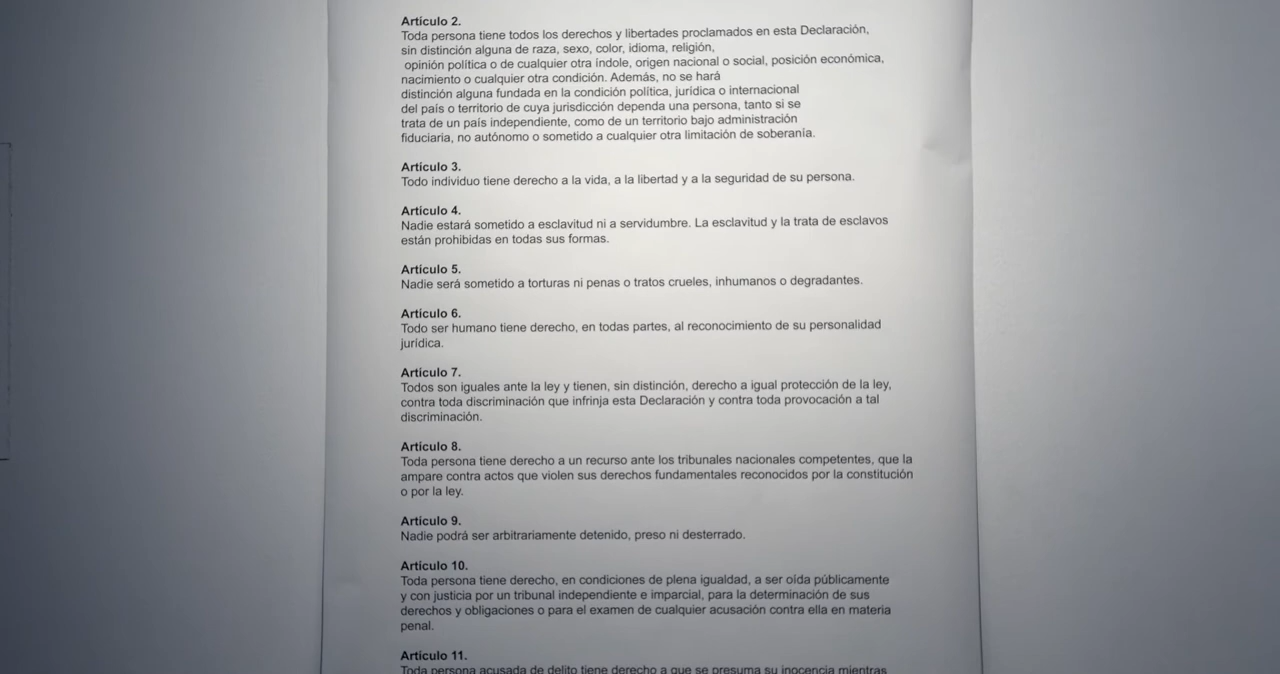 Artículo 2.
Toda persona tiene todos los derechos y libertades proclamados en esta Declaración,
sin distinción alguna de raza, sexo, color, idioma, religión,
opinión política o de cualquier otra índole, origen nacional o social, posición económica,
nacimiento o cualquier otra condición. Además, no se hará
distinción alguna fundada en la condición política, jurídica o internacional
del país o territorio de cuya jurisdicción dependa una persona, tanto si se
trata de un país independiente, como de un territorio bajo administración
fiduciaria, no autónomo o sometido a cualquier otra limitación de soberanía.
Artículo 3.
Todo individuo tiene derecho a la vida, a la libertad y a la seguridad de su persona.
Artículo 4.
Nadie estará sometido a esclavitud ni a servidumbre. La esclavitud y la trata de esclavos
están prohibidas en todas sus formas.
Artículo 5.
Nadie será sometido a torturas ni penas o tratos crueles, inhumanos o degradantes.
Artículo 6.
Todo ser humano tiene derecho, en todas partes, al reconocimiento de su personalidad
jurídica.
Artículo 7.
Todos son iguales ante la ley y tienen, sin distinción, derecho a igual protección de la ley,
contra toda discriminación que infrinja esta Declaración y contra toda provocación a tal
discriminación.
Artículo 8.
Toda persona tiene derecho a un recurso ante los tribunales nacionales competentes, que la
ampare contra actos que violen sus derechos fundamentales reconocidos por la constitución
o por la ley.
Artículo 9.
Nadie podrá ser arbitrariamente detenido, preso ni desterrado.
Artículo 10.
Toda persona tiene derecho, en condiciones de plena igualdad, a ser oída públicamente
y con justicia por un tribunal independiente e imparcial, para la determinación de sus
derechos y obligaciones o para el examen de cualquier acusación contra ella en materia
penal.
Artículo 11.
Toda persona acusada de delito tiene derecho a que se presuma su inocencia mientras